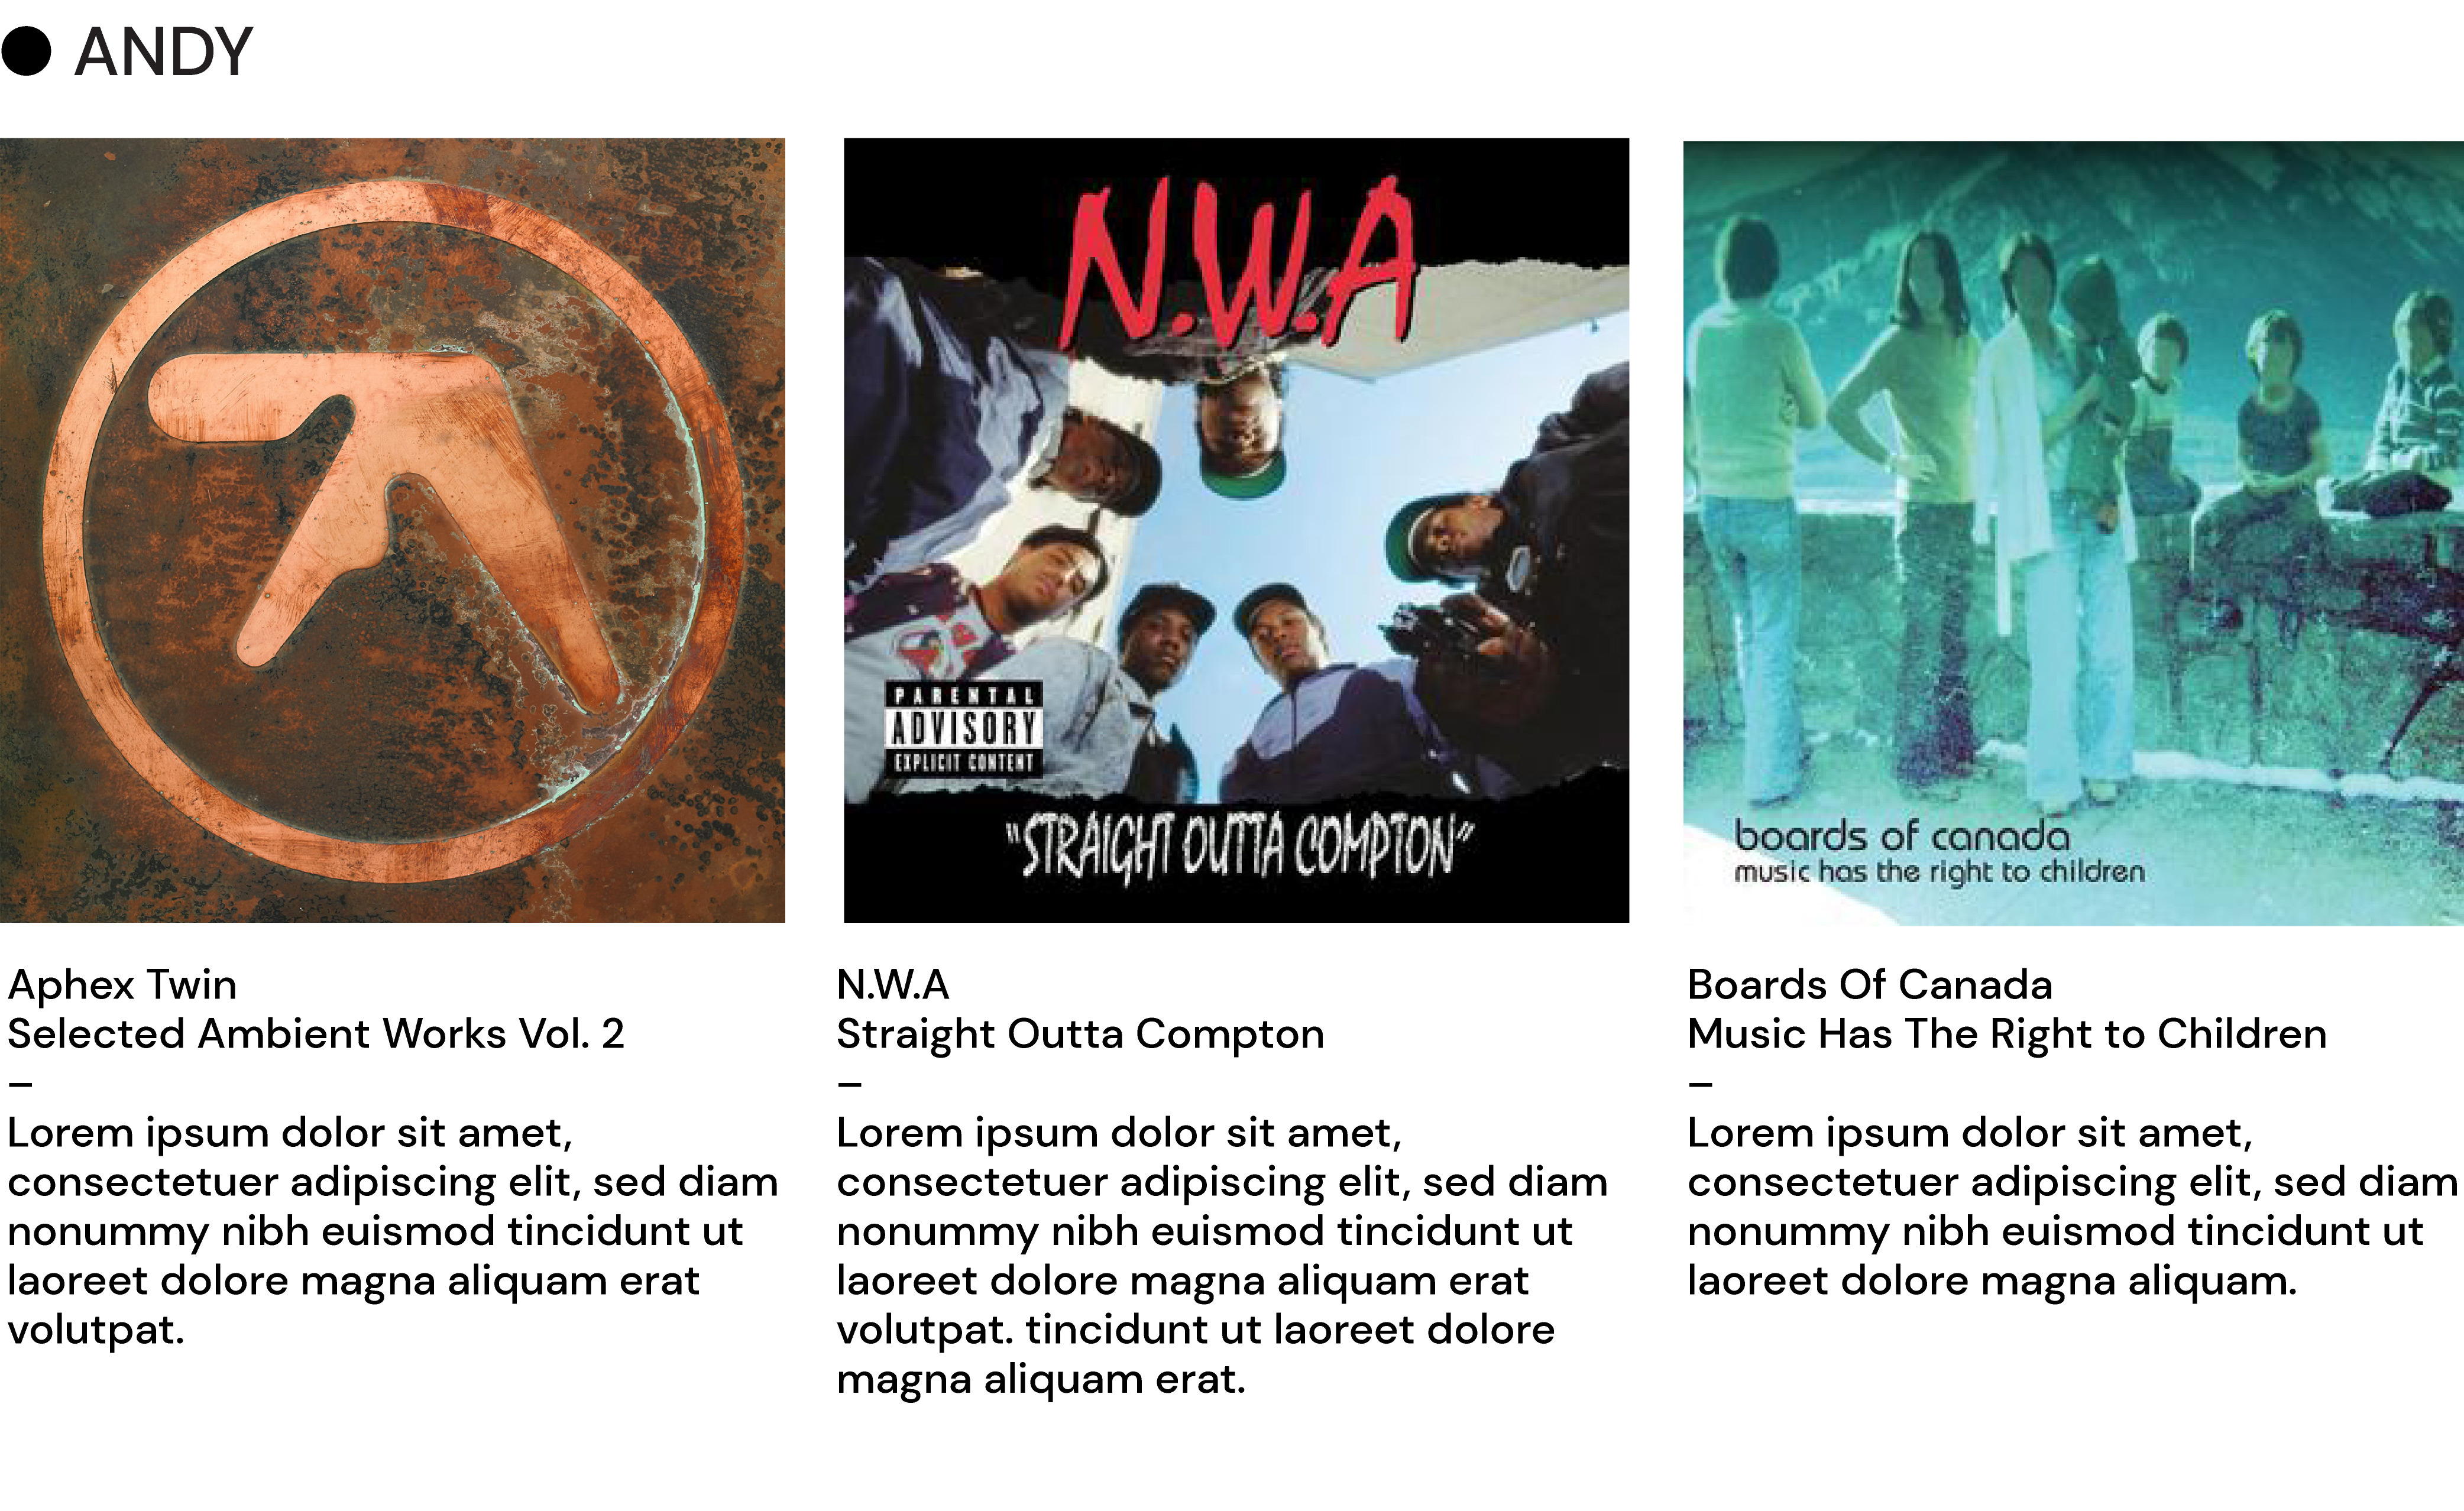 ANDY
N.W.A
PARENTAL
ADVISORY
EXPLICIT CONTENT
"STRAIGHT OUTTA COMPTON"
boards of canada
music has the right to children
Aphex Twin
Selected Ambient Works Vol. 2
–
Lorem ipsum dolor sit amet,
consectetuer adipiscing elit, sed diam
nonummy nibh euismod tincidunt ut
laoreet dolore magna aliquam erat
volutpat.
N.W.A
Straight Outta Compton
–
Lorem ipsum dolor sit amet,
consectetuer adipiscing elit, sed diam
nonummy nibh euismod tincidunt ut
laoreet dolore magna aliquam erat
volutpat. tincidunt ut laoreet dolore
magna aliquam erat.
Boards Of Canada
Music Has The Right to Children
–
Lorem ipsum dolor sit amet,
consectetuer adipiscing elit, sed diam
nonummy nibh euismod tincidunt ut
laoreet dolore magna aliquam.